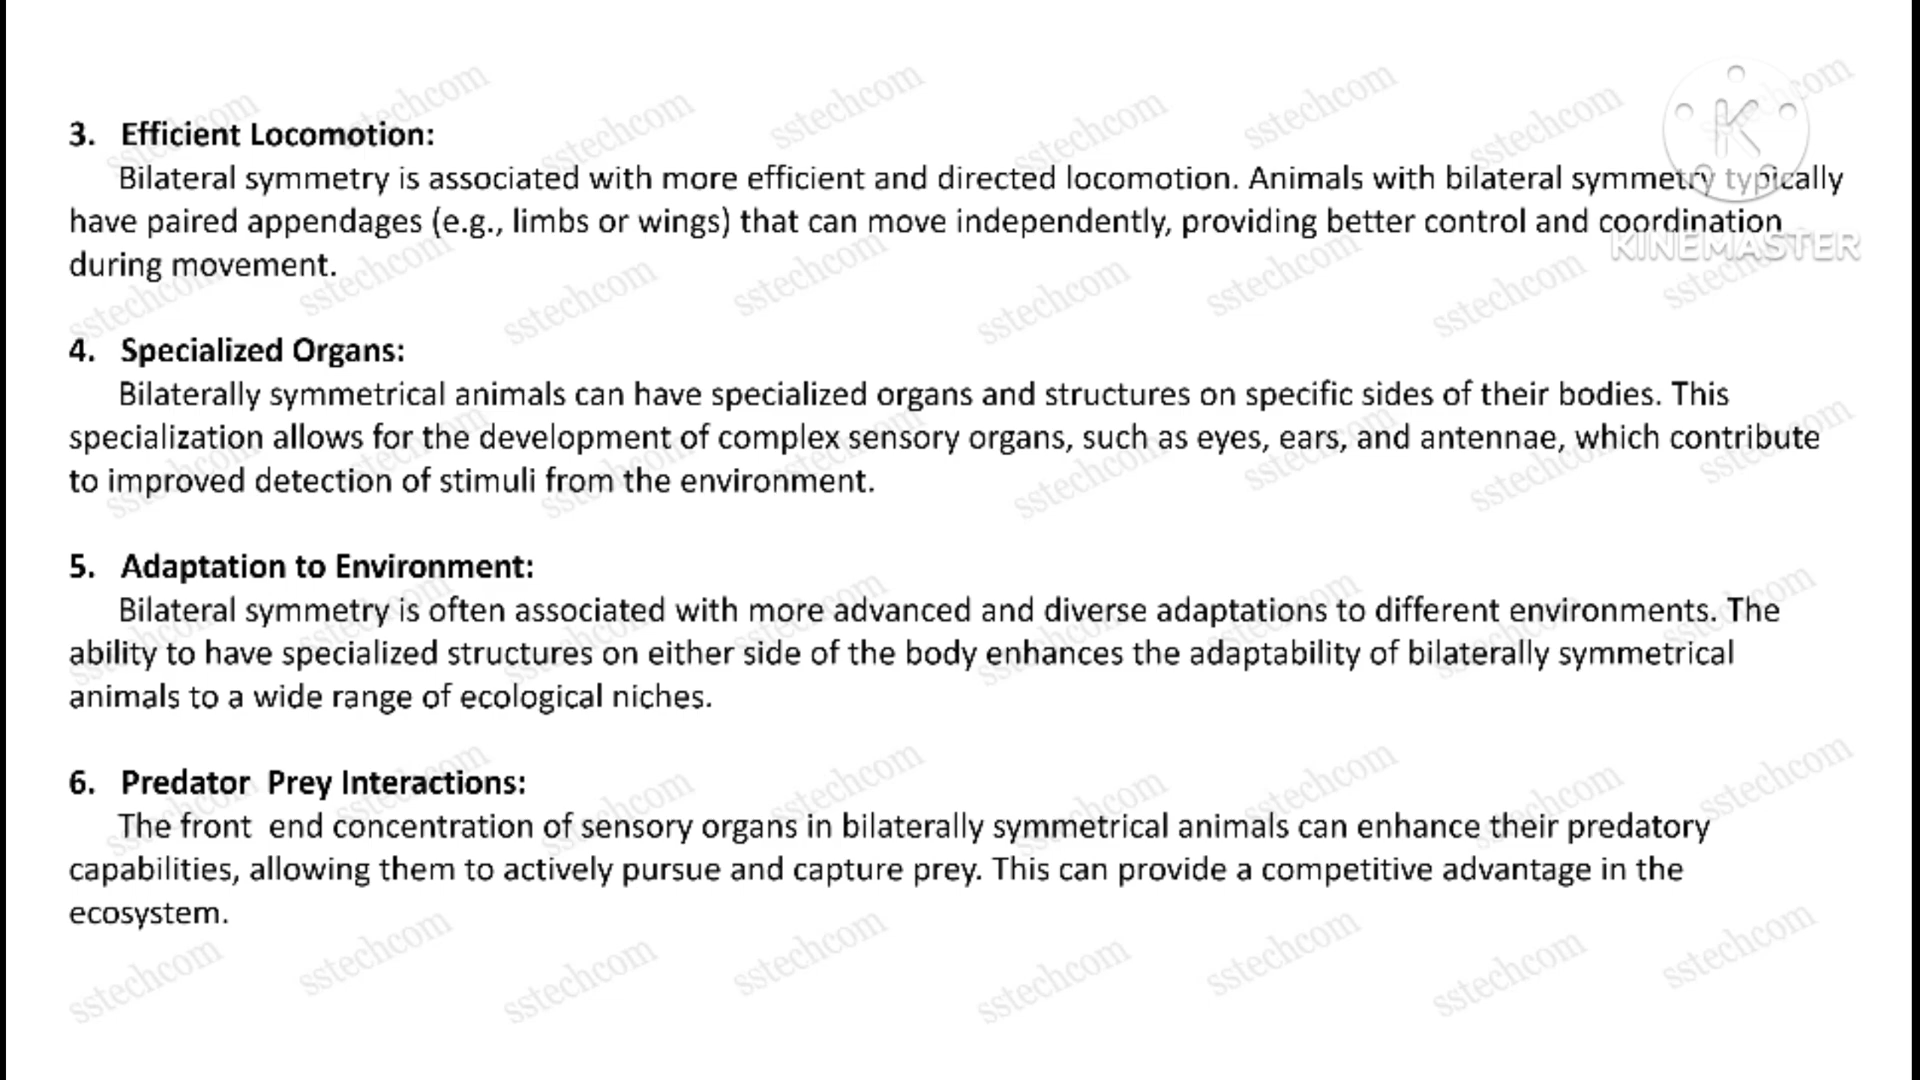 3. Efficient Locomotion:
Bilateral symmetry is associated with more efficient and directed locomotion. Animals with bilateral symmetry typically
have paired appendages (e.g., limbs or wings) that can move independently, providing better control and coordination
during movement.
4. Specialized Organs:
Bilaterally symmetrical animals can have specialized organs and structures on specific sides of their bodies. This
specialization allows for the development of complex sensory organs, such as eyes, ears, and antennae, which contribute
to improved detection of stimuli from the environment.
5. Adaptation to Environment:
Bilateral symmetry is often associated with more advanced and diverse adaptations to different environments. The
ability to have specialized structures on either side of the body enhances the adaptability of bilaterally symmetrical
animals to a wide range of ecological niches.
6. Predator Prey Interactions:
The front end concentration of sensory organs in bilaterally symmetrical animals can enhance their predatory
capabilities, allowing them to actively pursue and capture prey. This can provide a competitive advantage in the
ecosystem.
K
KINEMASTER
sstechcom